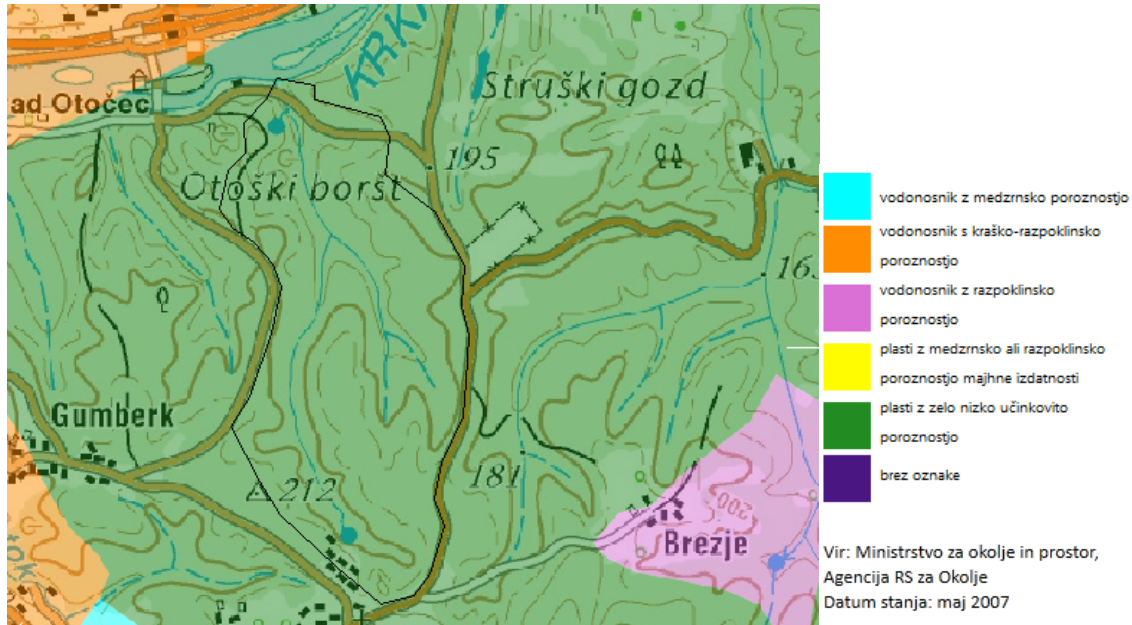 KRK
Struški gozd
ad Otočec
195
Otoški boršt
163
Gumberk
212
181
200
Brezje
vodonosnik z medzrnsko poroznostjo
vodonosnik s kraško-razpoklinsko
poroznostjo
vodonosnik z razpoklinsko
poroznostjo
plasti z medzrnsko ali razpoklinsko
poroznostjo majhne izdatnosti
plasti z zelo nizko učinkovito
poroznostjo
brez oznake
Vir: Ministrstvo za okolje in prostor,
Agencija RS za Okolje
Datum stanja: maj 2007